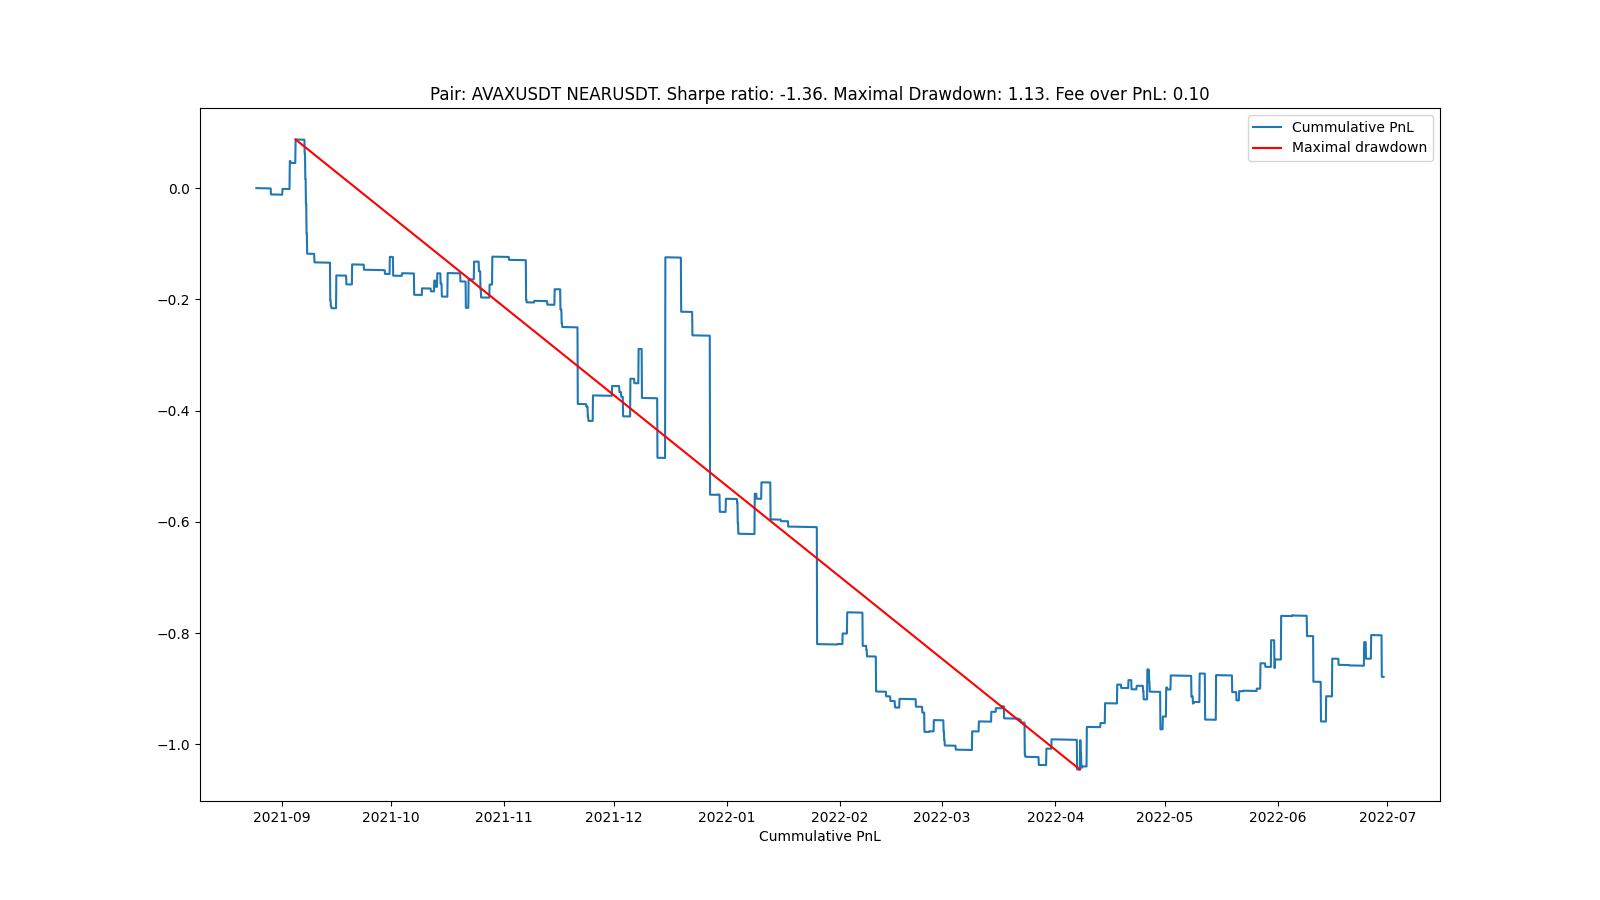 Pair: AVAXUSDT NEARUSDT. Sharpe ratio: -1.36. Maximal Drawdown: 1.13. Fee over PnL: 0.10
Cummulative PnL
Maximal drawdown
0.0
−0.2
−0.4
−0.6
−0.8
−1.0
2021-09 2021-10 2021-11 2021-12 2022-01 2022-02 2022-03 2022-04 2022-05 2022-06 2022-07
Cummulative PnL